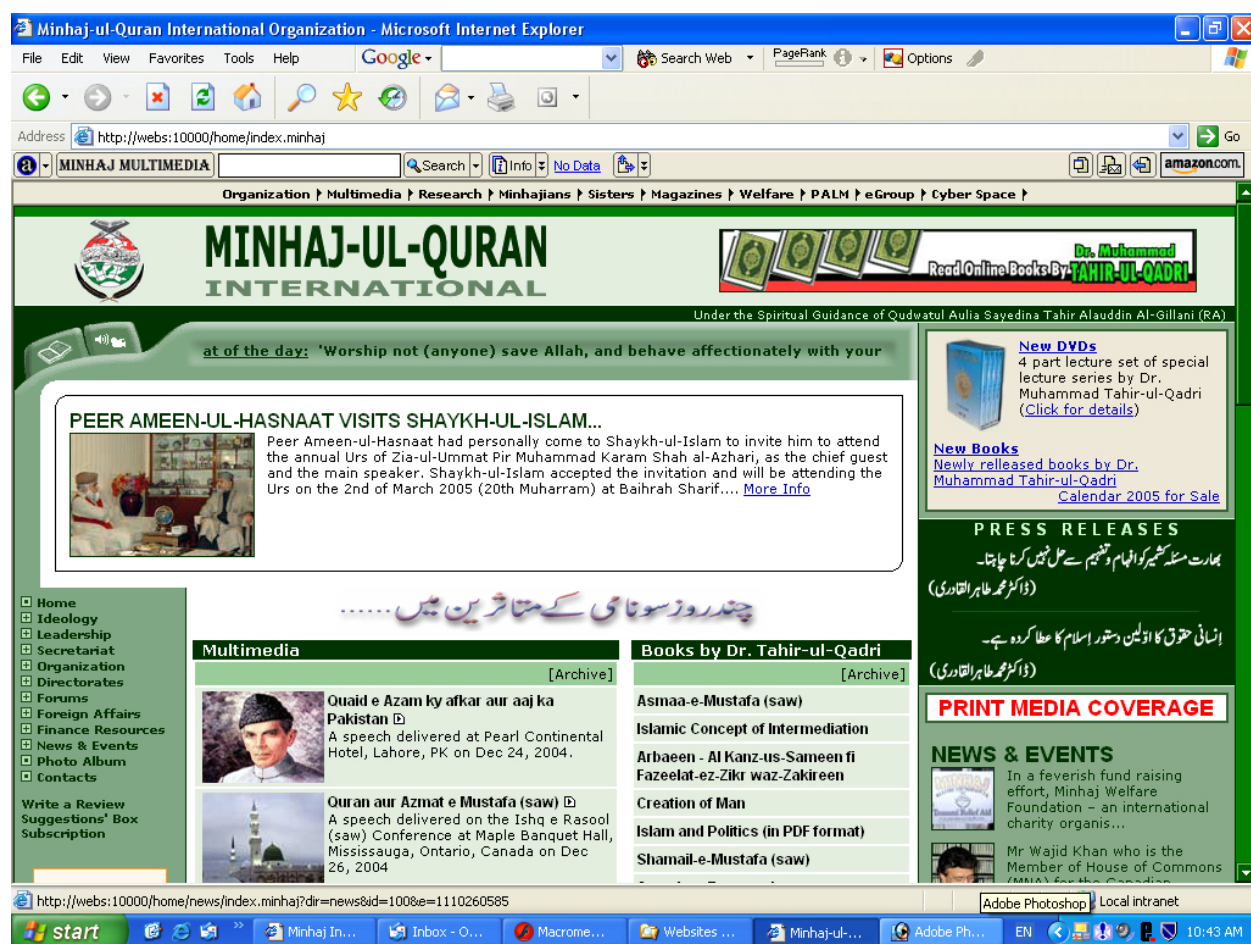 Minhaj-ul-Quran International Organization - Microsoft Internet Explorer
File Edit View Favorites Tools Help Google Search Web PageRank Options
Address http://webs:10000/home/index.minhaj Go
a MINHAJ MULTIMEDIA Search Info No Data amazon.com.
Organization Multimedia Research Minhajians Sisters Magazines Welfare PALM eGroup Cyber Space
MINHAJ-UL-QURAN
INTERNATIONAL
Read Online Books By Dr. Muhammad TAHIR-UL-QADRI
Under the Spiritual Guidance of Qudwatul Aulia Sayedina Tahir Alauddin Al-Gillani (RA)
at of the day: 'Worship not (anyone) save Allah, and behave affectionately with your
PEER AMEEN-UL-HASNAAT VISITS SHAYKH-UL-ISLAM...
Peer Ameen-ul-Hasnaat had personally come to Shaykh-ul-Islam to invite him to attend
the annual Urs of Zia-ul-Ummat Pir Muhammad Karam Shah al-Azhari, as the chief guest
and the main speaker. Shaykh-ul-Islam accepted the invitation and will be attending the
Urs on the 2nd of March 2005 (20th Muharram) at Baihrah Sharif.... More Info
New DVDs
4 part lecture set of special
lecture series by Dr.
Muhammad Tahir-ul-Qadri
(Click for details)
New Books
Newly relleased books by Dr.
Muhammad Tahir-ul-Qadri
Calendar 2005 for Sale
PRESS RELEASES
بھارت مسئلہ کشمیر کو افہام و تفہیم سے حل نہیں کرنا چاہتا۔
(ڈاکٹر محمد طاہر القادری)
اِنسانی حقوق کا اوّلین دستور اِسلام کا عطا کردہ ہے۔
(ڈاکٹر محمد طاہر القادری)
PRINT MEDIA COVERAGE
NEWS & EVENTS
In a feverish fund raising
effort, Minhaj Welfare
Foundation – an international
charity organis...
Mr Wajid Khan who is the
Mr Member of House of Commons
(MNA) for the Canadian
Home
Ideology
Leadership
Secretariat
Organization
Directorates
Forums
Foreign Affairs
Finance Resources
News & Events
Photo Album
Contacts
Write a Review
Suggestions' Box
Subscription
چند روز سونامی کے متاثرین میں......
Multimedia
[Archive]
Quaid e Azam ky afkar aur aaj ka
Pakistan
A speech delivered at Pearl Continental
Hotel, Lahore, PK on Dec 24, 2004.
Quran aur Azmat e Mustafa (saw)
A speech delivered on the Ishq e Rasool
(saw) Conference at Maple Banquet Hall,
Mississauga, Ontario, Canada on Dec
26, 2004
Books by Dr. Tahir-ul-Qadri
[Archive]
Asmaa-e-Mustafa (saw)
Islamic Concept of Intermediation
Arbaeen - Al Kanz-us-Sameen fi
Fazeelat-ez-Zikr waz-Zakireen
Creation of Man
Islam and Politics (in PDF format)
Shamail-e-Mustafa (saw)
http://webs:10000/home/news/index.minhaj?dir=news&id=100&e=1110260585
Adobe Photoshop
Local intranet
start Minhaj In... Inbox - O... Macrome... Websites ... Minhaj-ul-... Adobe Ph... EN 10:43 AM